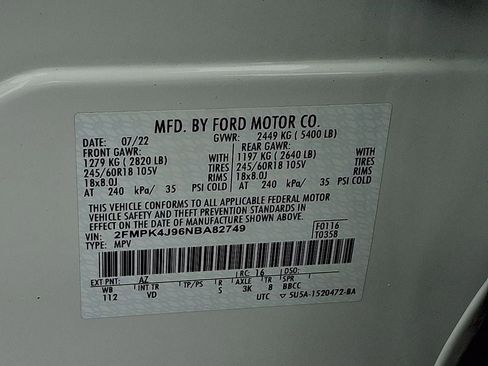 MFD. BY FORD MOTOR CO.
DATE: 07/22 GVWR: 2449 KG ( 5400 LB)
FRONT GAWR: REAR GAWR:
1279 KG ( 2820 LB) WITH 1197 KG ( 2640 LB) WITH
245/60R18 105V TIRES 245/60R18 105V TIRES
18x8.0J RIMS 18x8.0J RIMS
AT 240 kPa/ 35 PSI COLD AT 240 kPa/ 35 PSI COLD
THIS VEHICLE CONFORMS TO ALL APPLICABLE FEDERAL MOTOR
VEHICLE SAFETY AND THEFT PREVENTION STANDARDS IN
EFFECT ON THE DATE OF MANUFACTURE SHOWN ABOVE.
VIN: 2FMPK4J96NBA82749 F0116
TYPE: MPV T0358
EXT PNT: AZ RC: 16 DSO:
WB INT TR TP/PS R AXLE TR SPR
112 VD S 3K 8 BBCC
UTC ▽ 5U5A-1520472-BA